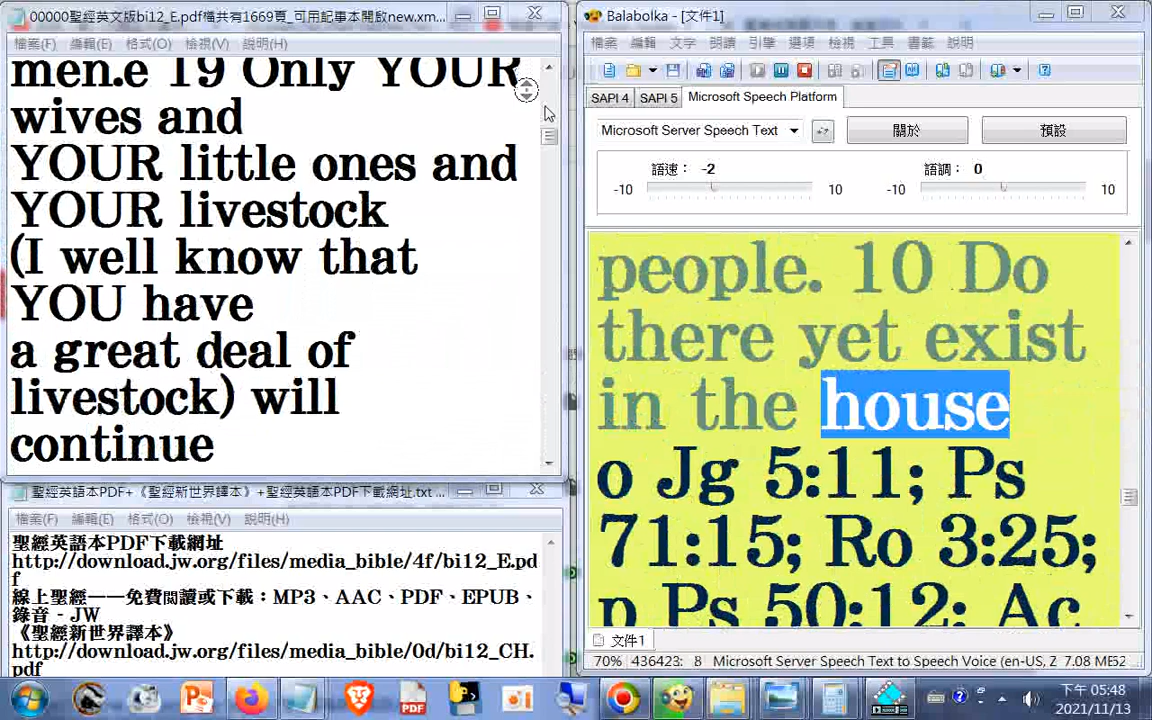 00000聖經英文版bi12_E.pdf檔共有1669頁_可用記事本開啟new.xm...
檔案(F) 編輯(E) 格式(O) 檢視(V) 說明(H)
men.e 19 Only YOUR
wives and
YOUR little ones and
YOUR livestock
(I well know that
YOU have
a great deal of
livestock) will
continue
聖經英語本PDF+《聖經新世界譯本》+聖經英語本PDF下載網址.txt ...
檔案(F) 編輯(E) 格式(O) 檢視(V) 說明(H)
聖經英語本PDF下載網址
http://download.jw.org/files/media_bible/4f/bi12_E.pd
f
線上聖經——免費閱讀或下載：MP3、AAC、PDF、EPUB、
錄音 - JW
《聖經新世界譯本》
http://download.jw.org/files/media_bible/0d/bi12_CH.
pdf
Balabolka - [文件1]
檔案 編輯 文字 朗讀 引擎 選項 檢視 工具 書籤 說明
SAPI 4 SAPI 5 Microsoft Speech Platform
Microsoft Server Speech Text 關於 預設
語速： -2 語調： 0
-10 10 -10 10
people. 10 Do
there yet exist
in the house
o Jg 5:11; Ps
71:15; Ro 3:25;
p Ps 50:12; Ac
文件1
70% 436423: 8 Microsoft Server Speech Text to Speech Voice (en-US, Z 7.08 ME52
下午 05:48
2021/11/13